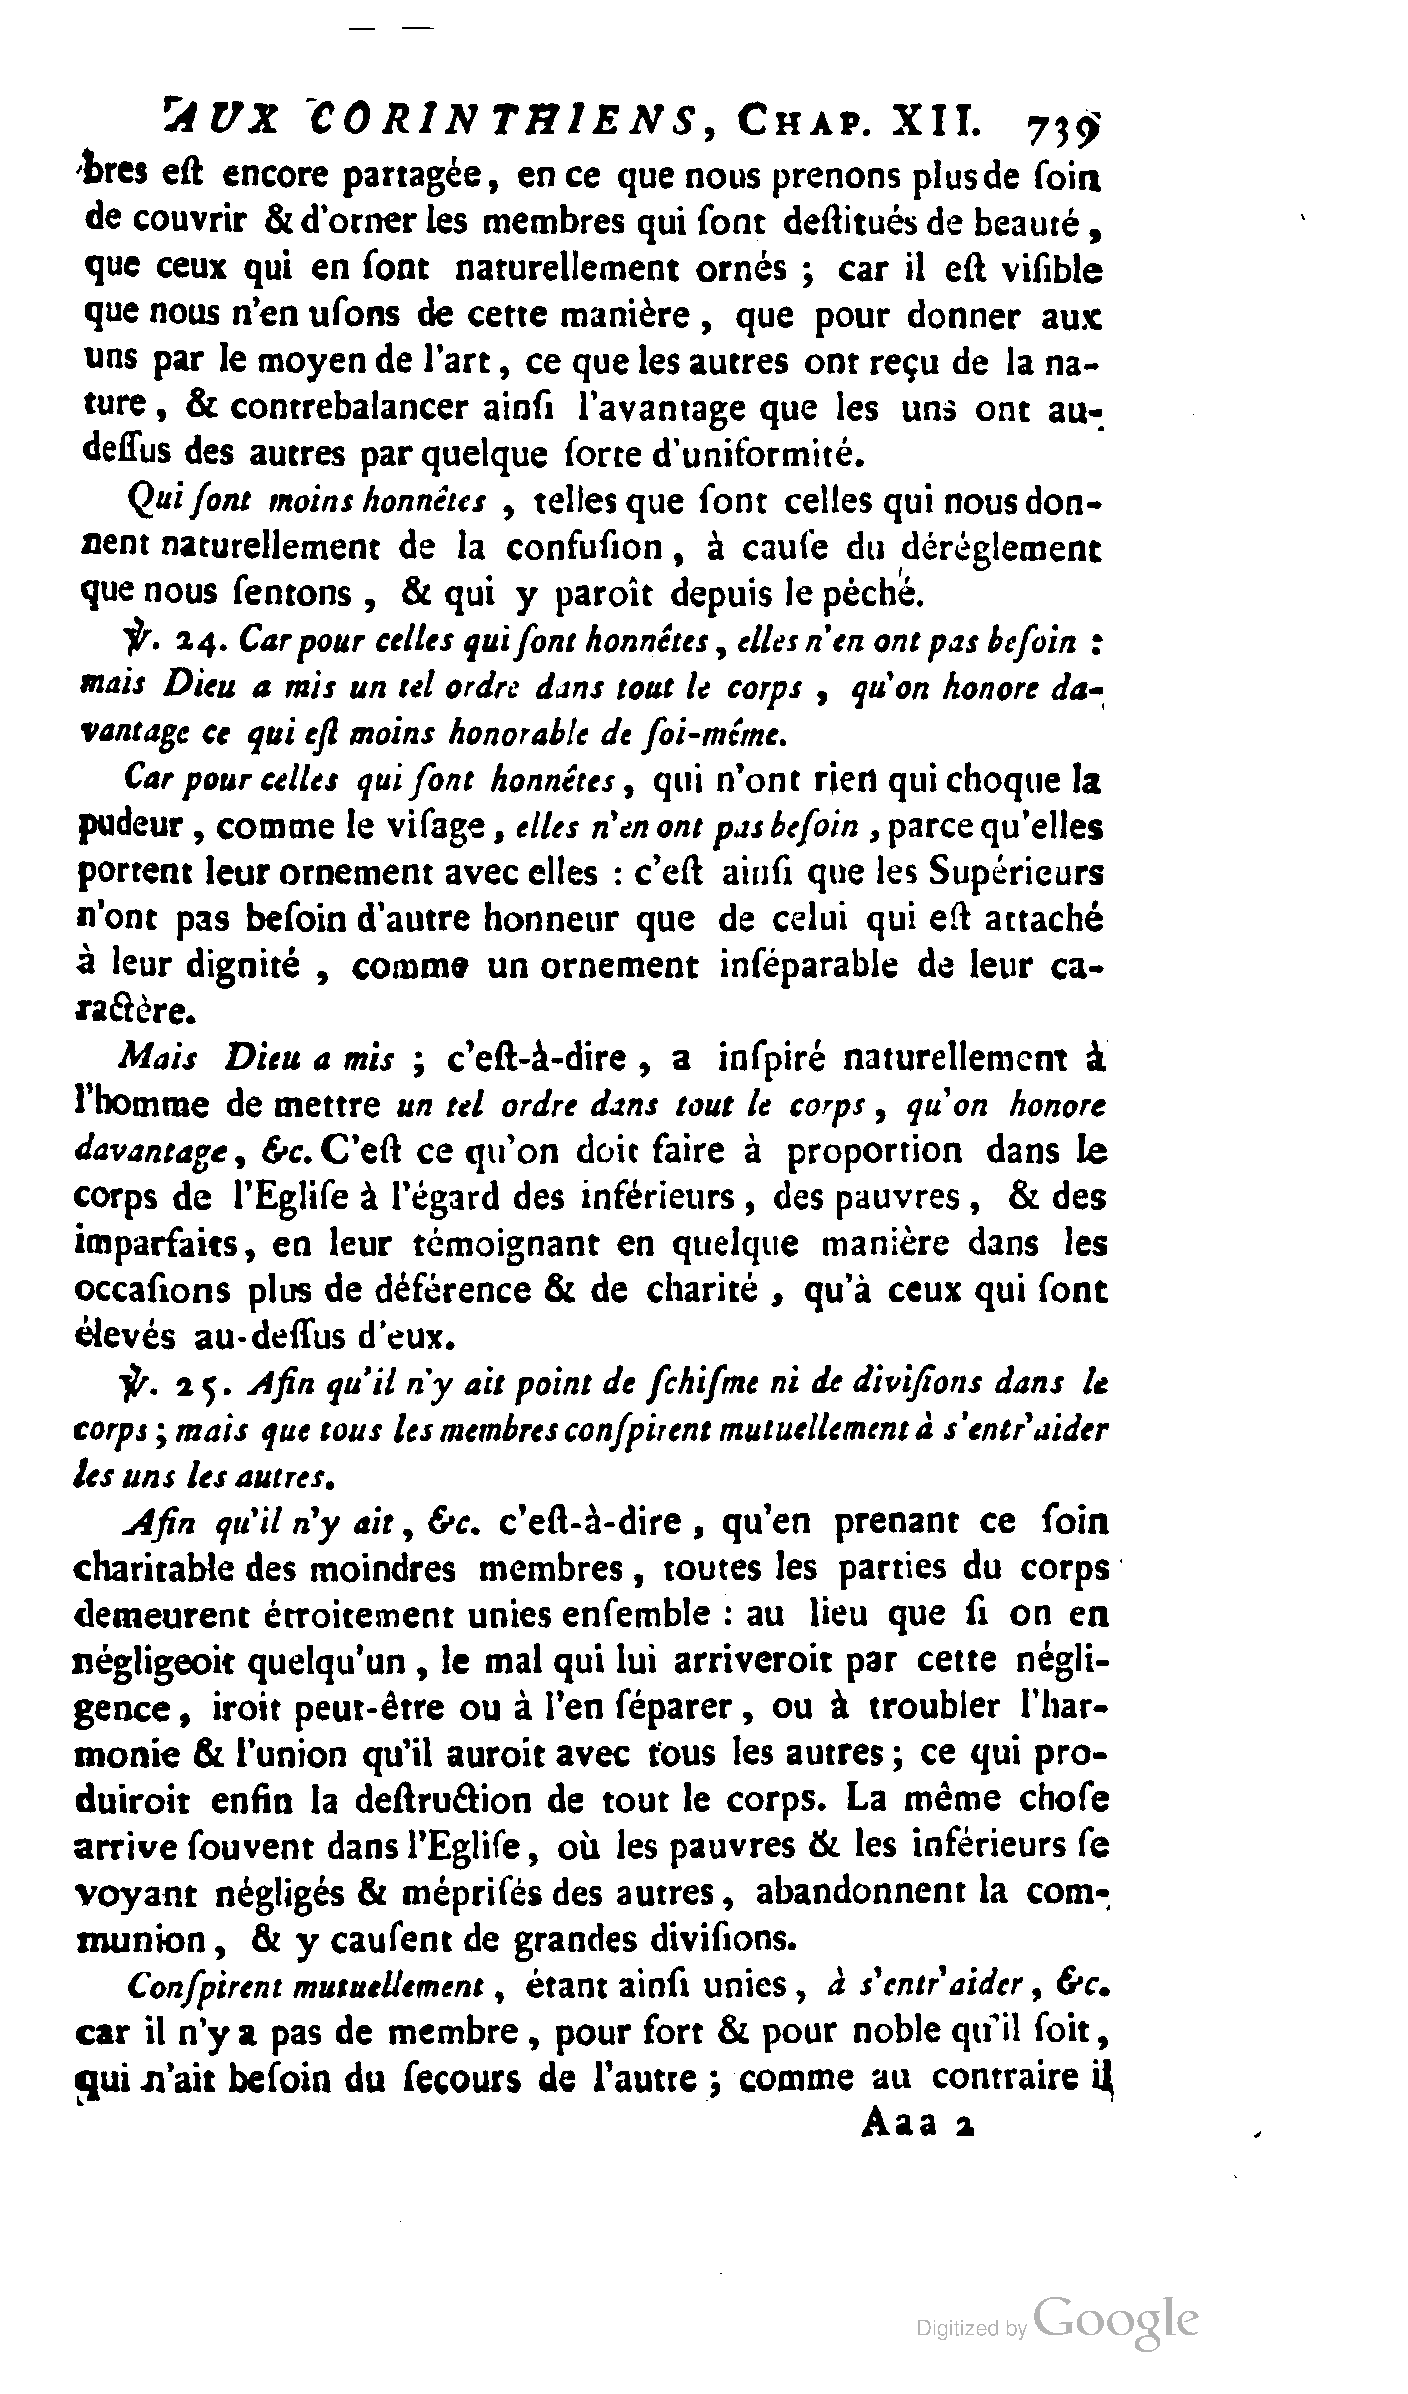 AUX CORINTHIENS, CHAP. XII. 739
bres eſt encore partagée, en ce que nous prenons plus de ſoin
de couvrir & d'orner les membres qui ſont deſtitués de beauté,
que ceux qui en ſont naturellement ornés ; car il eſt viſible
que nous n'en uſons de cette manière, que pour donner aux
uns par le moyen de l'art, ce que les autres ont reçu de la na-
ture, & contrebalancer ainſi l'avantage que les uns ont au-
deſſus des autres par quelque ſorte d'uniformité.
Qui ſont moins honnêtes, telles que ſont celles qui nous don-
nent naturellement de la confuſion, à cauſe du déréglement
que nous ſentons, & qui y paroît depuis le péché.
℣. 24. Car pour celles qui ſont honnêtes, elles n'en ont pas beſoin :
mais Dieu a mis un tel ordre dans tout le corps, qu'on honore da-
vantage ce qui eſt moins honorable de ſoi-même.
Car pour celles qui ſont honnêtes, qui n'ont rien qui choque la
pudeur, comme le viſage, elles n'en ont pas beſoin, parce qu'elles
portent leur ornement avec elles : c'eſt ainſi que les Supérieurs
n'ont pas beſoin d'autre honneur que de celui qui eſt attaché
à leur dignité, comme un ornement inſéparable de leur ca-
ractère.
Mais Dieu a mis ; c'eſt-à-dire, a inſpiré naturellement à
l'homme de mettre un tel ordre dans tout le corps, qu'on honore
davantage, &c. C'eſt ce qu'on doit faire à proportion dans le
corps de l'Egliſe à l'égard des inférieurs, des pauvres, & des
imparfaits, en leur témoignant en quelque manière dans les
occaſions plus de déférence & de charité, qu'à ceux qui ſont
élevés au-deſſus d'eux.
℣. 25. Afin qu'il n'y ait point de ſchiſme ni de diviſions dans le
corps ; mais que tous les membres conſpirent mutuellement à s'entr'aider
les uns les autres.
Afin qu'il n'y ait, &c. c'eſt-à-dire, qu'en prenant ce ſoin
charitable des moindres membres, toutes les parties du corps
demeurent étroitement unies enſemble : au lieu que ſi on en
négligeoit quelqu'un, le mal qui lui arriveroit par cette négli-
gence, iroit peut-être ou à l'en ſéparer, ou à troubler l'har-
monie & l'union qu'il auroit avec tous les autres ; ce qui pro-
duiroit enfin la deſtruction de tout le corps. La même choſe
arrive ſouvent dans l'Egliſe, où les pauvres & les inférieurs ſe
voyant négligés & mépriſés des autres, abandonnent la com-
munion, & y cauſent de grandes diviſions.
Conſpirent mutuellement, étant ainſi unies, à s'entr'aider, &c.
car il n'y a pas de membre, pour fort & pour noble qu'il ſoit,
qui n'ait beſoin du ſecours de l'autre ; comme au contraire il
Aaa 2
Digitized by Google